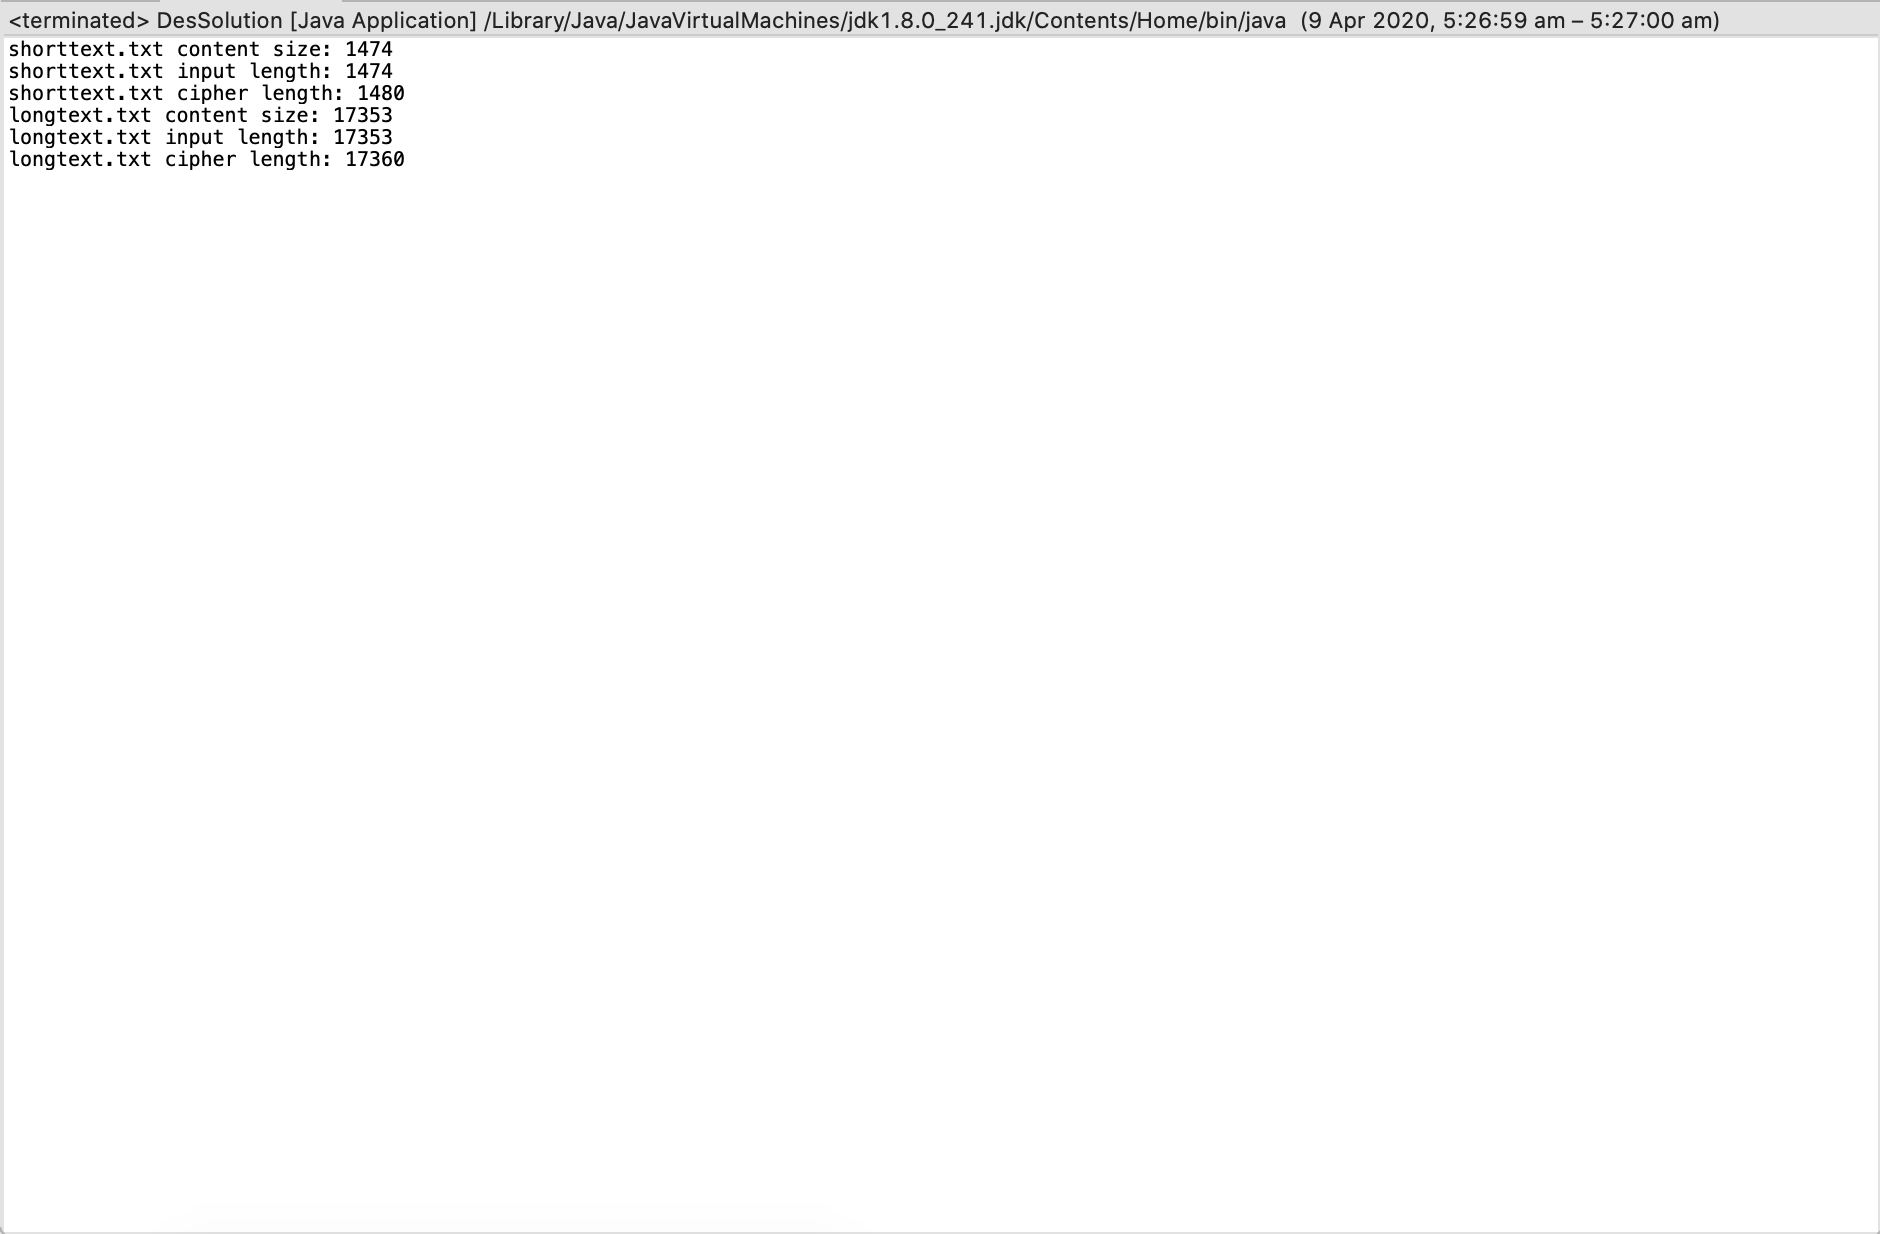 <terminated> DesSolution [Java Application] /Library/Java/JavaVirtualMachines/jdk1.8.0_241.jdk/Contents/Home/bin/java  (9 Apr 2020, 5:26:59 am – 5:27:00 am)
shorttext.txt content size: 1474
shorttext.txt input length: 1474
shorttext.txt cipher length: 1480
longtext.txt content size: 17353
longtext.txt input length: 17353
longtext.txt cipher length: 17360